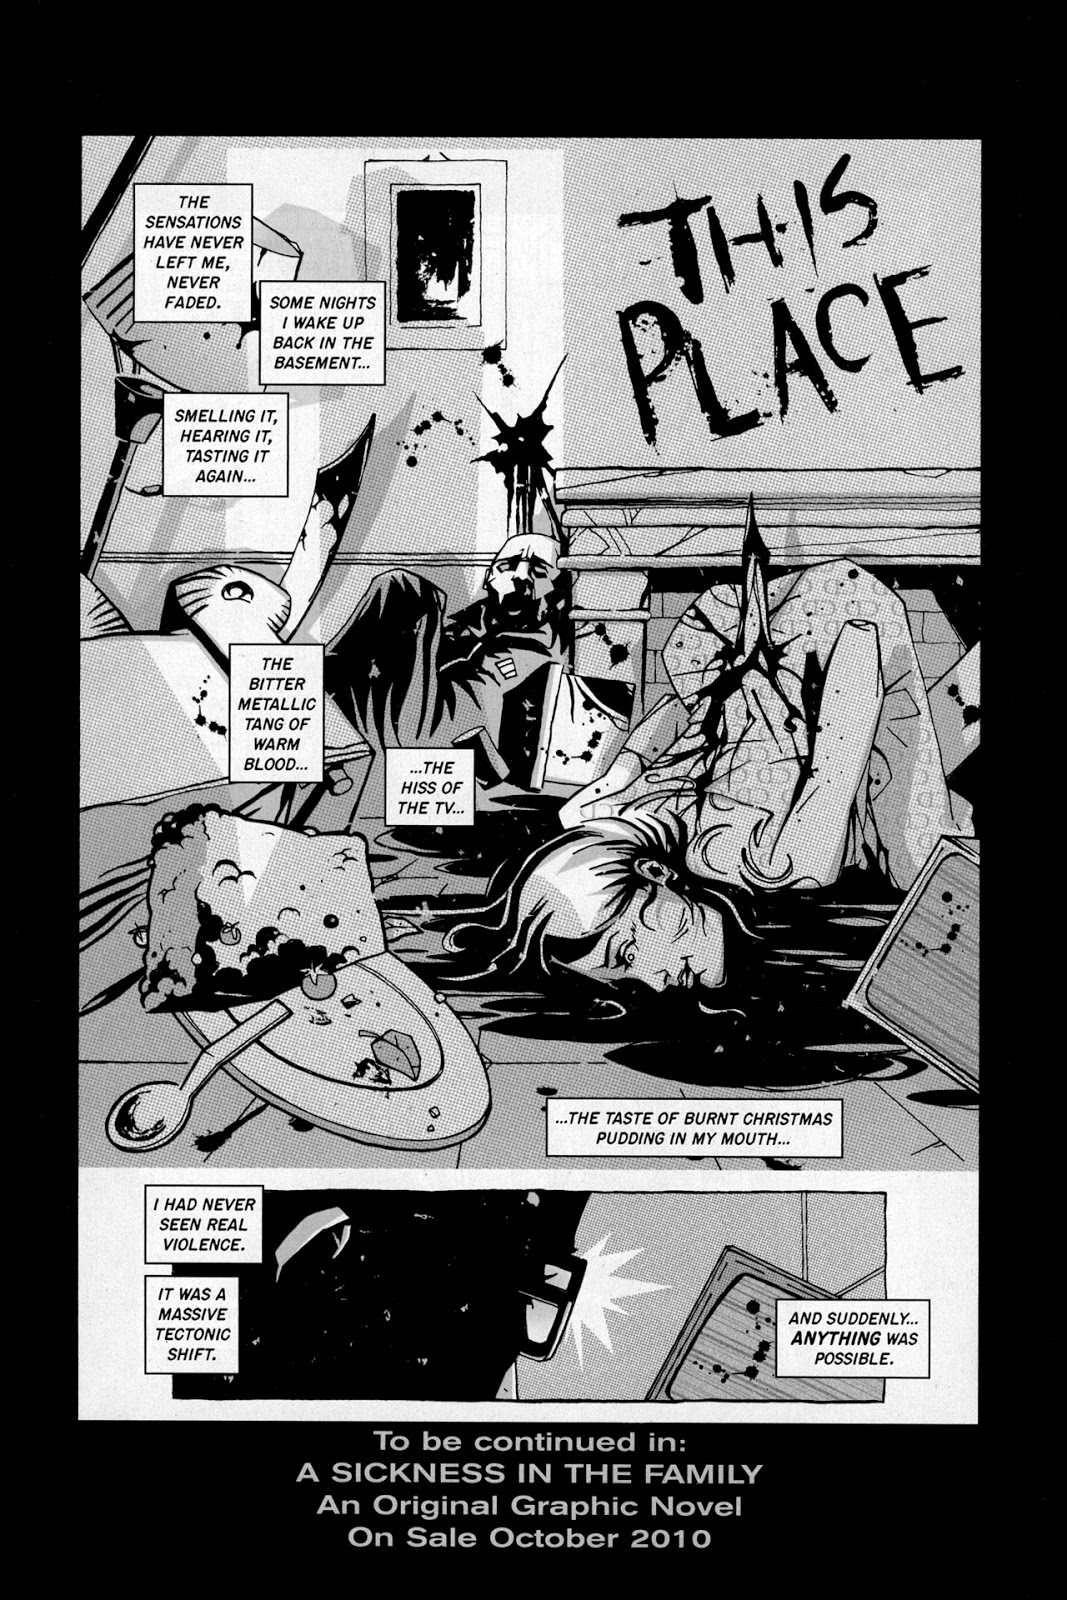 THE
SENSATIONS
HAVE NEVER
LEFT ME,
NEVER
FADED.
SOME NIGHTS
I WAKE UP
BACK IN THE
BASEMENT...
SMELLING IT,
HEARING IT,
TASTING IT
AGAIN...
THIS
PLACE
THE
BITTER
METALLIC
TANG OF
WARM
BLOOD...
...THE
HISS OF
THE TV...
...THE TASTE OF BURNT CHRISTMAS
PUDDING IN MY MOUTH...
I HAD NEVER
SEEN REAL
VIOLENCE.
IT WAS A
MASSIVE
TECTONIC
SHIFT.
AND SUDDENLY...
ANYTHING WAS
POSSIBLE.
To be continued in:
A SICKNESS IN THE FAMILY
An Original Graphic Novel
On Sale October 2010